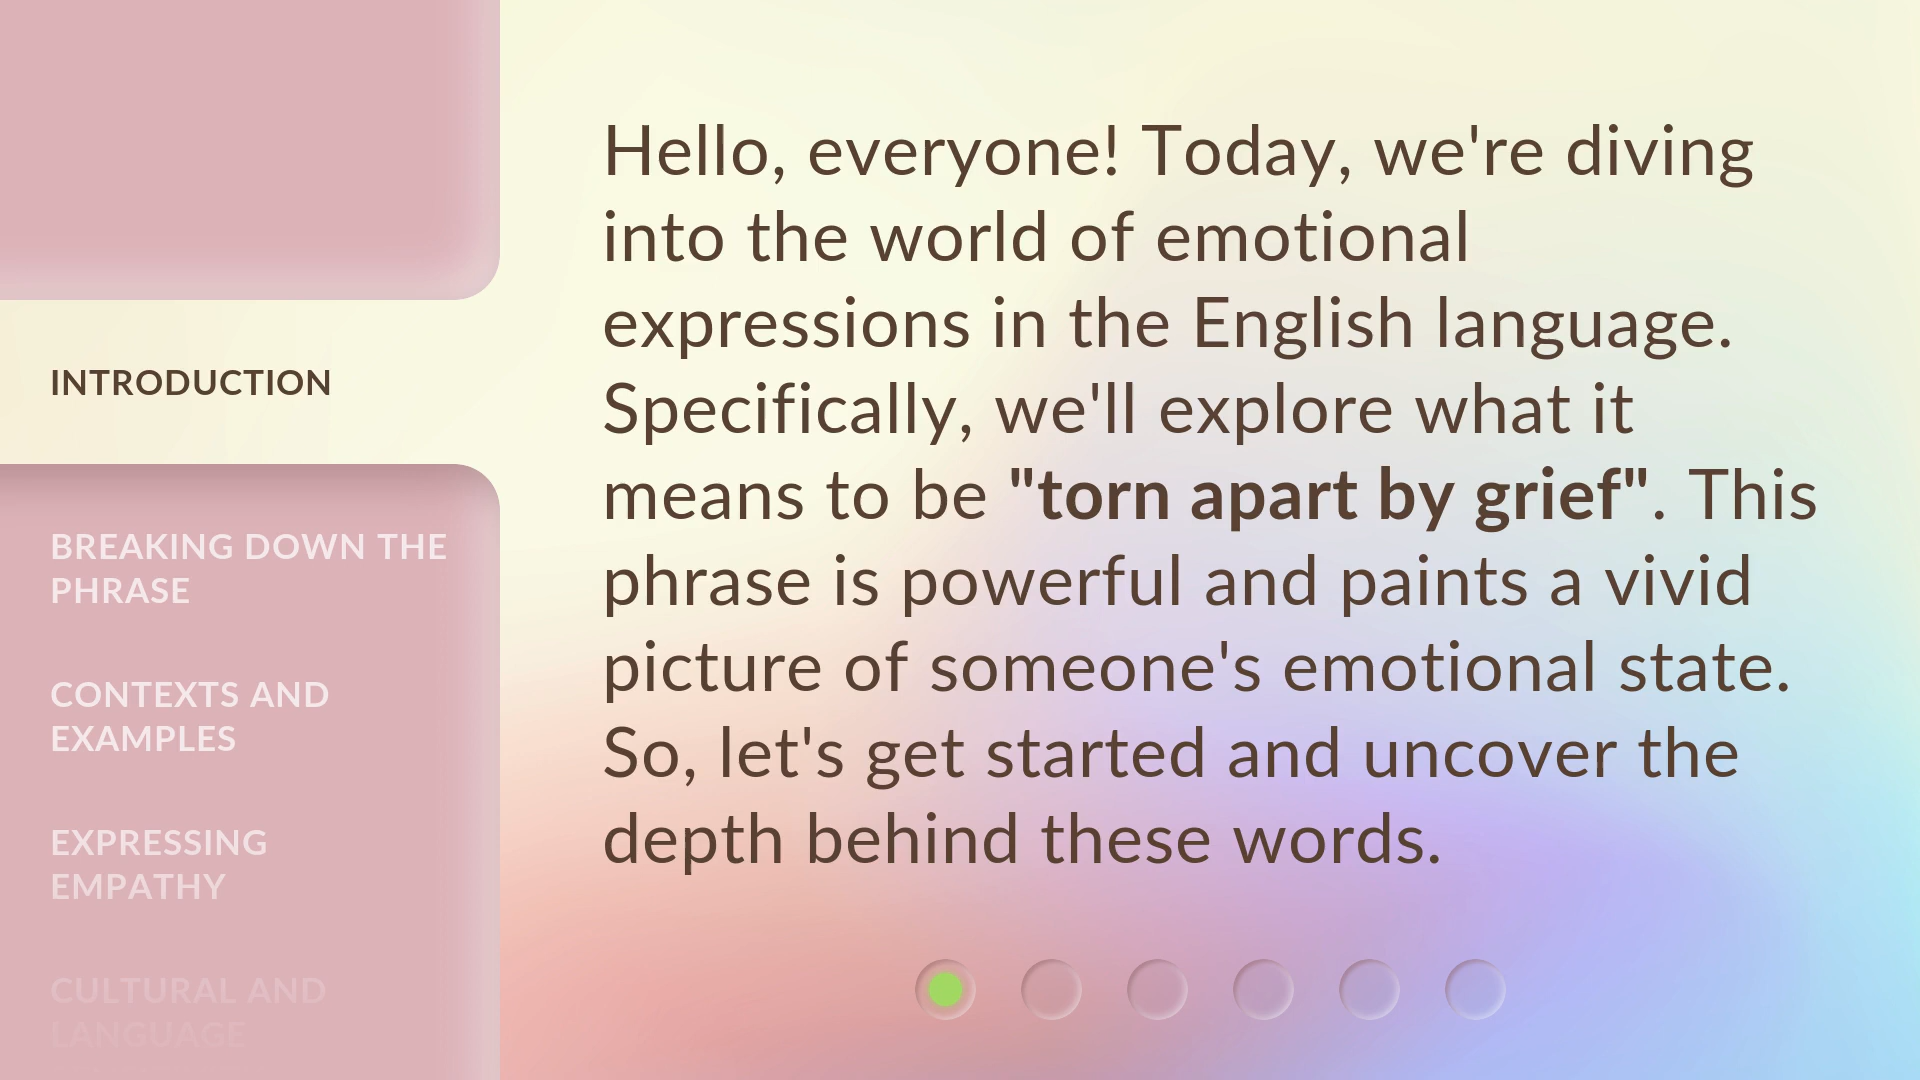 INTRODUCTION
BREAKING DOWN THE
PHRASE
CONTEXTS AND
EXAMPLES
EXPRESSING
EMPATHY
CULTURAL AND
LANGUAGE
Hello, everyone! Today, we're diving
into the world of emotional
expressions in the English language.
Specifically, we'll explore what it
means to be "torn apart by grief". This
phrase is powerful and paints a vivid
picture of someone's emotional state.
So, let's get started and uncover the
depth behind these words.